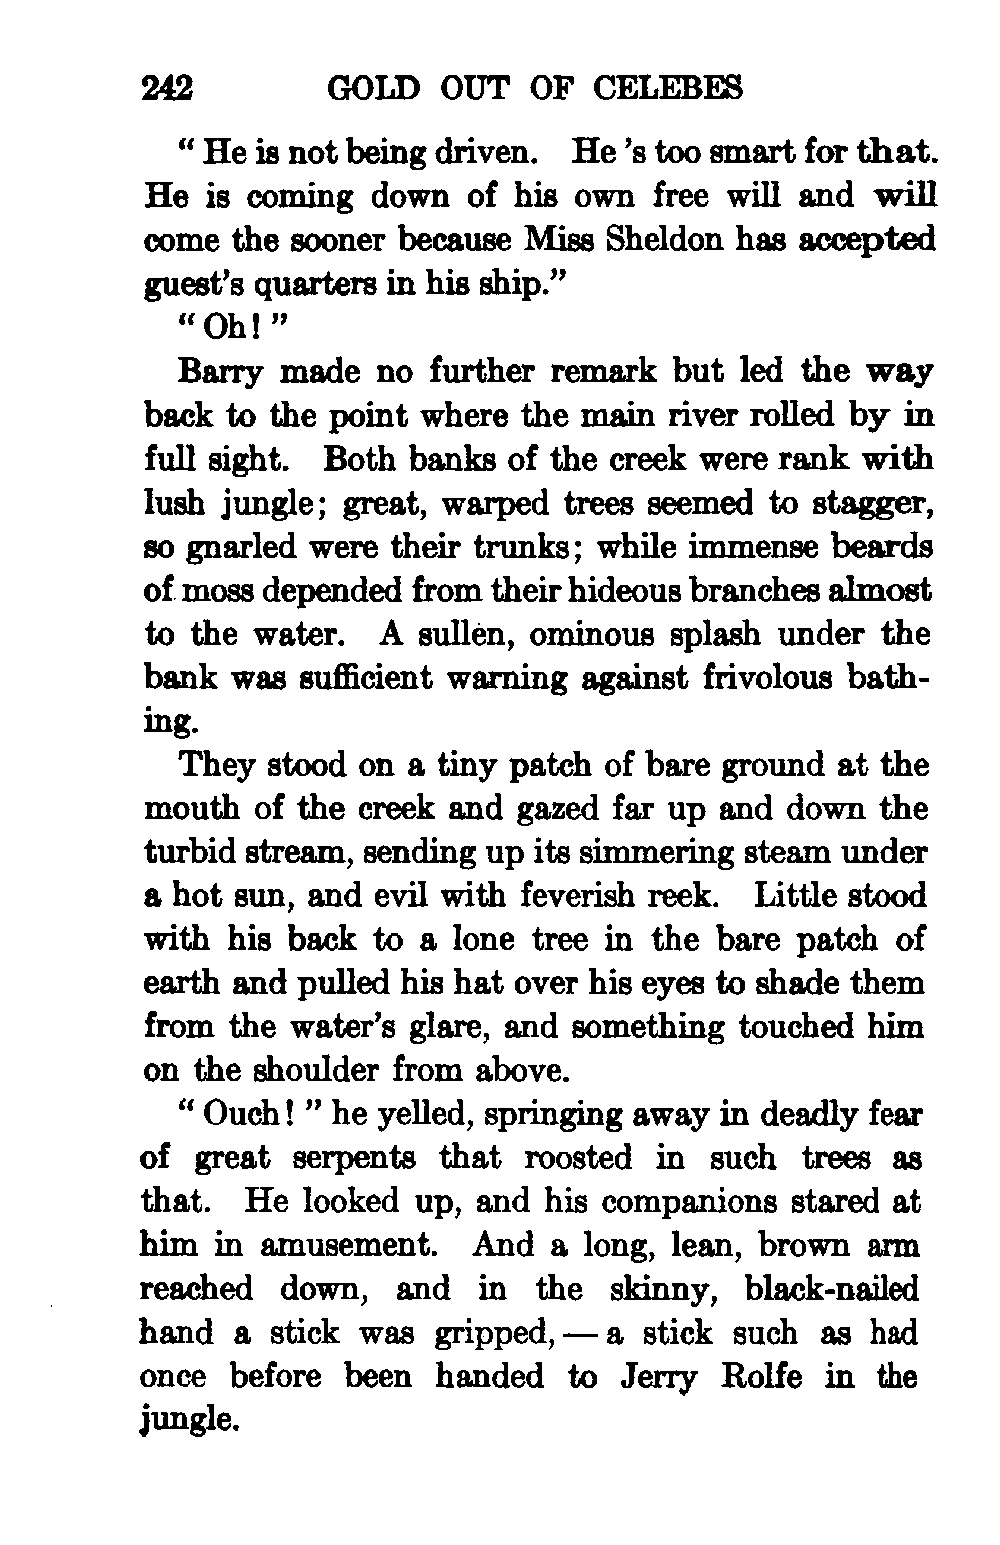 242 GOLD OUT OF CELEBES
" He is not being driven. He 's too smart for that.
He is coming down of his own free will and will
come the sooner because Miss Sheldon has accepted
guest's quarters in his ship."
" Oh! "
Barry made no further remark but led the way
back to the point where the main river rolled by in
full sight. Both banks of the creek were rank with
lush jungle; great, warped trees seemed to stagger,
so gnarled were their trunks; while immense beards
of moss depended from their hideous branches almost
to the water. A sullen, ominous splash under the
bank was sufficient warning against frivolous bath-
ing.
They stood on a tiny patch of bare ground at the
mouth of the creek and gazed far up and down the
turbid stream, sending up its simmering steam under
a hot sun, and evil with feverish reek. Little stood
with his back to a lone tree in the bare patch of
earth and pulled his hat over his eyes to shade them
from the water's glare, and something touched him
on the shoulder from above.
" Ouch! " he yelled, springing away in deadly fear
of great serpents that roosted in such trees as
that. He looked up, and his companions stared at
him in amusement. And a long, lean, brown arm
reached down, and in the skinny, black-nailed
hand a stick was gripped, — a stick such as had
once before been handed to Jerry Rolfe in the
jungle.